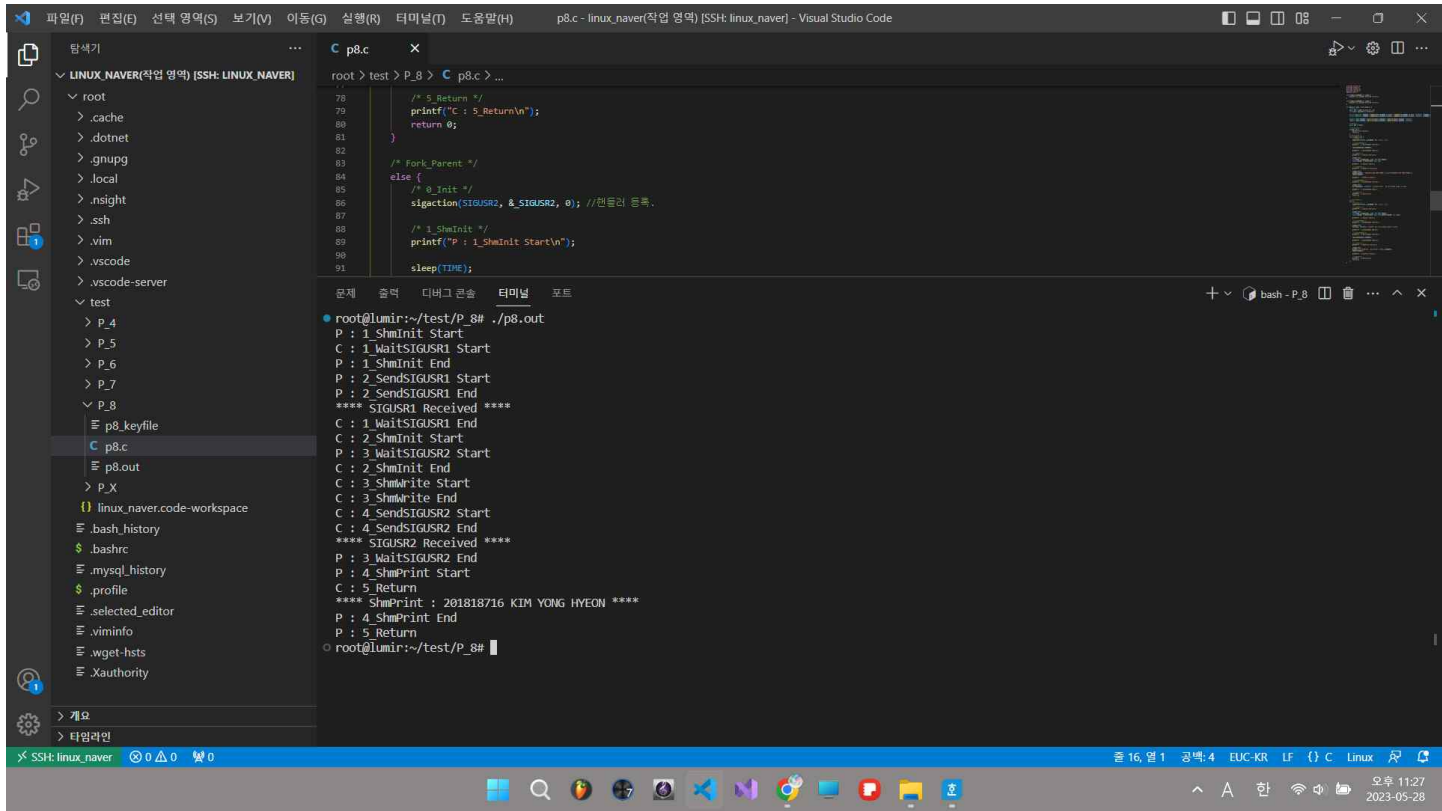 파일(F) 편집(E) 선택 영역(S) 보기(V) 이동(G) 실행(R) 터미널(T) 도움말(H) p8.c - linux_naver(작업 영역) [SSH: linux_naver] - Visual Studio Code
탐색기
LINUX_NAVER(작업 영역) [SSH: LINUX_NAVER]
root
.cache
.dotnet
.gnupg
.local
.nsight
.ssh
.vim
.vscode
.vscode-server
test
P_4
P_5
P_6
P_7
P_8
p8_keyfile
C p8.c
p8.out
P_X
{} linux_naver.code-workspace
.bash_history
$ .bashrc
.mysql_history
$ .profile
.selected_editor
.viminfo
.wget-hsts
.Xauthority
개요
타임라인
C p8.c
root > test > P_8 > C p8.c > ...
78 /* 5_Return */
79 printf("C : 5_Return\n");
80 return 0;
81 }
82
83 /* Fork_Parent */
84 else {
85 /* 0_Init */
86 sigaction(SIGUSR2, &_SIGUSR2, 0); //핸들러 등록.
87
88 /* 1_ShmInit */
89 printf("P : 1_ShmInit Start\n");
90
91 sleep(TIME);
문제 출력 디버그 콘솔 터미널 포트
bash - P_8
root@lumir:~/test/P_8# ./p8.out
P : 1_ShmInit Start
C : 1_WaitSIGUSR1 Start
P : 1_ShmInit End
P : 2_SendSIGUSR1 Start
P : 2_SendSIGUSR1 End
**** SIGUSR1 Received ****
C : 1_WaitSIGUSR1 End
C : 2_ShmInit Start
P : 3_WaitSIGUSR2 Start
C : 2_ShmInit End
C : 3_ShmWrite Start
C : 3_ShmWrite End
C : 4_SendSIGUSR2 Start
C : 4_SendSIGUSR2 End
**** SIGUSR2 Received ****
P : 3_WaitSIGUSR2 End
P : 4_ShmPrint Start
C : 5_Return
**** ShmPrint : 201818716 KIM YONG HYEON ****
P : 4_ShmPrint End
P : 5_Return
root@lumir:~/test/P_8#
SSH: linux_naver 0 0 0
줄 16, 열 1 공백: 4 EUC-KR LF {} C Linux
A 한 오후 11:27
2023-05-28